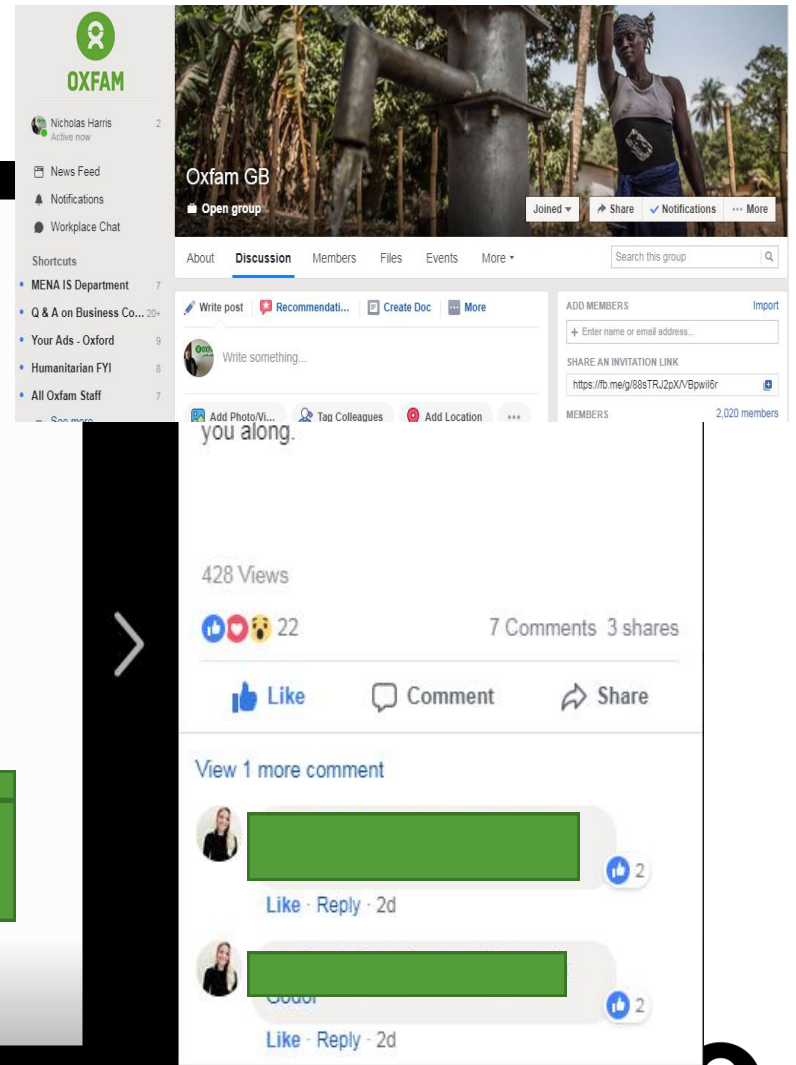 OXFAM
Nicholas Harris 2
Active now
News Feed
Notifications
Workplace Chat
Shortcuts
MENA IS Department 7
Q & A on Business Co... 20+
Your Ads - Oxford 9
Humanitarian FYI 8
All Oxfam Staff 7
See more
Oxfam GB
Open group
Joined Share Notifications ... More
About Discussion Members Files Events More
Search this group
Write post Recommendati... Create Doc More
Write something...
Add Photo/Vi... Tag Colleagues Add Location ...
ADD MEMBERS Import
+ Enter name or email address...
SHARE AN INVITATION LINK
https://fb.me/g/88sTRJ2pX/VBpwil6r
MEMBERS 2,020 members
you along.
428 Views
22 7 Comments 3 shares
Like Comment Share
View 1 more comment
2
Like · Reply · 2d
2
Like · Reply · 2d